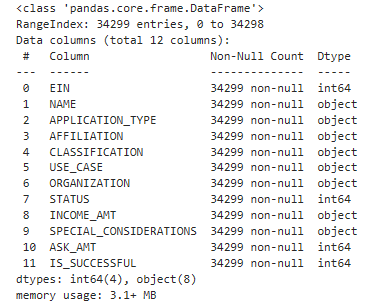 <class 'pandas.core.frame.DataFrame'>
RangeIndex: 34299 entries, 0 to 34298
Data columns (total 12 columns):
 #   Column                  Non-Null Count  Dtype
---  ------                  --------------  -----
 0   EIN                     34299 non-null  int64
 1   NAME                    34299 non-null  object
 2   APPLICATION_TYPE        34299 non-null  object
 3   AFFILIATION             34299 non-null  object
 4   CLASSIFICATION          34299 non-null  object
 5   USE_CASE                34299 non-null  object
 6   ORGANIZATION            34299 non-null  object
 7   STATUS                  34299 non-null  int64
 8   INCOME_AMT              34299 non-null  object
 9   SPECIAL_CONSIDERATIONS  34299 non-null  object
 10  ASK_AMT                 34299 non-null  int64
 11  IS_SUCCESSFUL           34299 non-null  int64
dtypes: int64(4), object(8)
memory usage: 3.1+ MB